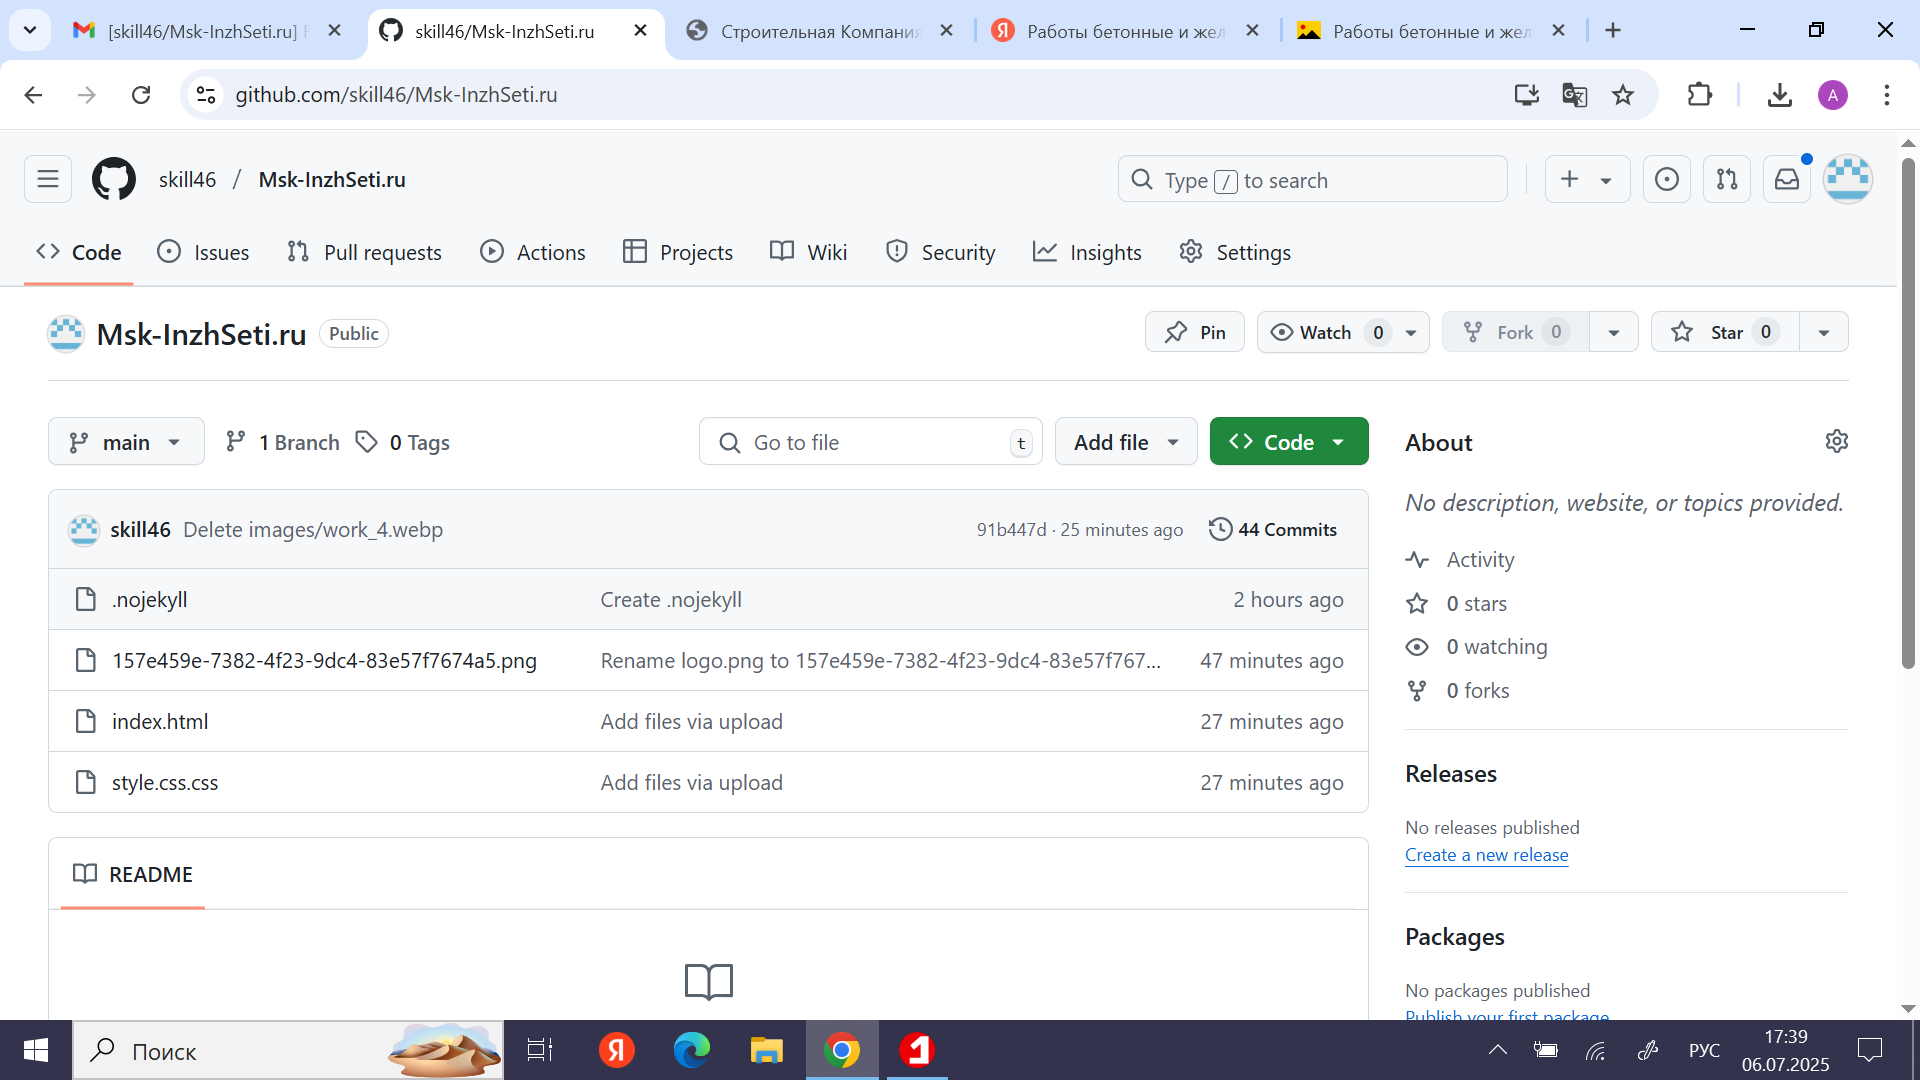 [skill46/Msk-InzhSeti.ru]
skill46/Msk-InzhSeti.ru
Строительная Компания
Работы бетонные и жел
Работы бетонные и жел
github.com/skill46/Msk-InzhSeti.ru
A
skill46 / Msk-InzhSeti.ru
Type / to search
Code
Issues
Pull requests
Actions
Projects
Wiki
Security
Insights
Settings
Msk-InzhSeti.ru Public
Pin
Watch 0
Fork 0
Star 0
main
1 Branch
0 Tags
Go to file t
Add file
Code
skill46 Delete images/work_4.webp 91b447d · 25 minutes ago 44 Commits
.nojekyll Create .nojekyll 2 hours ago
157e459e-7382-4f23-9dc4-83e57f7674a5.png Rename logo.png to 157e459e-7382-4f23-9dc4-83e57f767... 47 minutes ago
index.html Add files via upload 27 minutes ago
style.css.css Add files via upload 27 minutes ago
README
About
No description, website, or topics provided.
Activity
0 stars
0 watching
0 forks
Releases
No releases published
Create a new release
Packages
No packages published
Publish your first package
Поиск
Я
РУС
17:39
06.07.2025